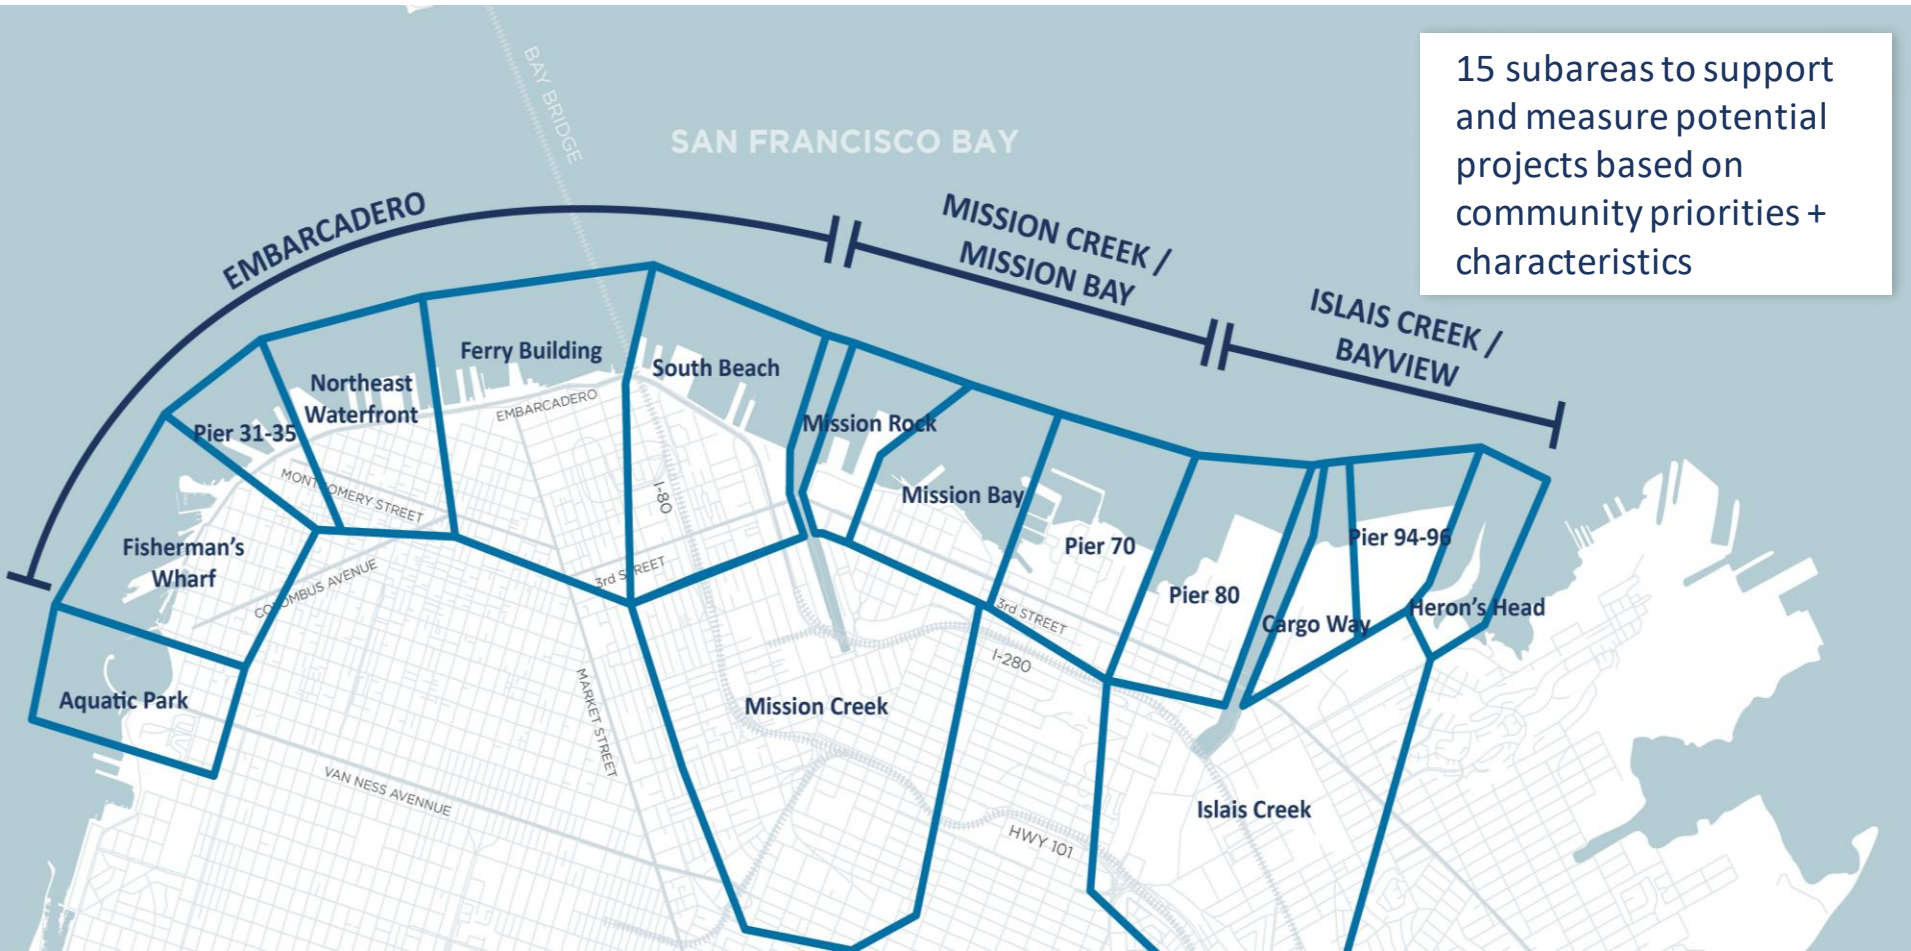 15 subareas to support
and measure potential
projects based on
community priorities +
characteristics
BAY BRIDGE
SAN FRANCISCO BAY
EMBARCADERO
MISSION CREEK /
MISSION BAY
ISLAIS CREEK /
BAYVIEW
Ferry Building
South Beach
Northeast
Waterfront
EMBARCADERO
Pier 31-35
Mission Rock
MONTGOMERY STREET
I-80
Mission Bay
Pier 70
Pier 94-96
Fisherman's
Wharf
COLOMBUS AVENUE
3rd STREET
Pier 80
3rd STREET
Cargo Way
Heron's Head
I-280
Aquatic Park
MARKET STREET
Mission Creek
VAN NESS AVENNUE
Islais Creek
HWY 101